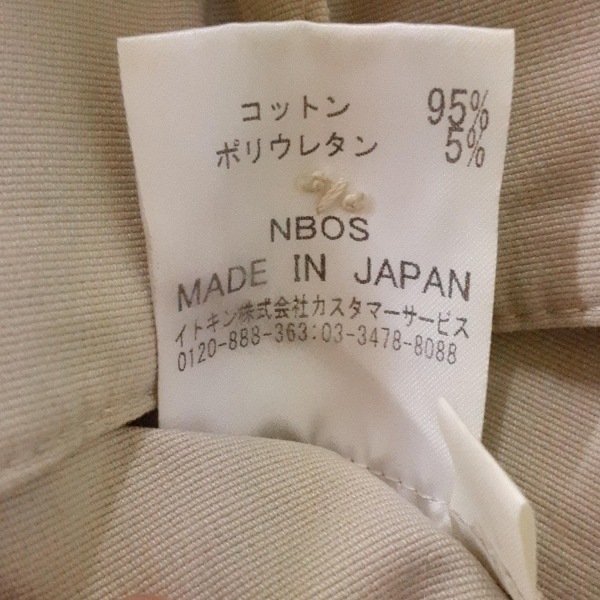 コットン 95%
ポリウレタン 5%
NBOS
MADE IN JAPAN
イトキン株式会社カスタマーサービス
0120-888-363:03-3478-8088